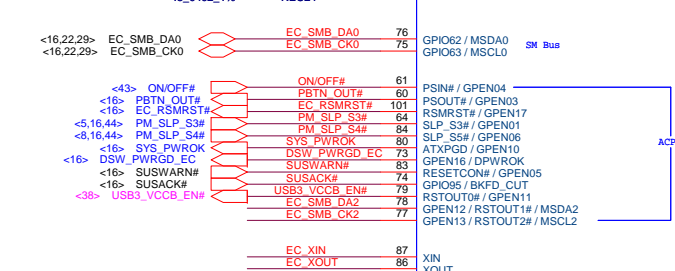 <16,22,29> EC_SMB_DA0 EC_SMB_DA0 76 GPIO62 / MSDA0
<16,22,29> EC_SMB_CK0 EC_SMB_CK0 75 GPIO63 / MSCL0
SM Bus
<43> ON/OFF# ON/OFF# 61 PSIN# / GPEN04
<16> PBTN_OUT# PBTN_OUT# 60 PSOUT# / GPEN03
<16> EC_RSMRST# EC_RSMRST# 101 RSMRST# / GPEN17
<5,16,44> PM_SLP_S3# PM_SLP_S3# 64 SLP_S3# / GPEN01
<8,16,44> PM_SLP_S4# PM_SLP_S4# 84 SLP_S5# / GPEN06
<16> SYS_PWROK SYS_PWROK 80 ATXPGD / GPEN10
<16> DSW_PWRGD_EC DSW_PWRGD_EC 73 GPEN16 / DPWROK
<16> SUSWARN# SUSWARN# 83 RESETCON# / GPEN05
<16> SUSACK# SUSACK# 74 GPIO95 / BKFD_CUT
<38> USB3_VCCB_EN# USB3_VCCB_EN# 79 RSTOUT0# / GPEN11
EC_SMB_DA2 78 GPEN12 / RSTOUT1# / MSDA2
EC_SMB_CK2 77 GPEN13 / RSTOUT2# / MSCL2
ACP
EC_XIN 87 XIN
EC_XOUT 86 XOUT